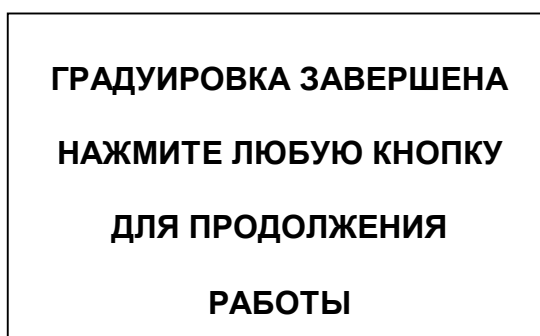 ГРАДУИРОВКА ЗАВЕРШЕНА
НАЖМИТЕ ЛЮБУЮ КНОПКУ
ДЛЯ ПРОДОЛЖЕНИЯ
РАБОТЫ